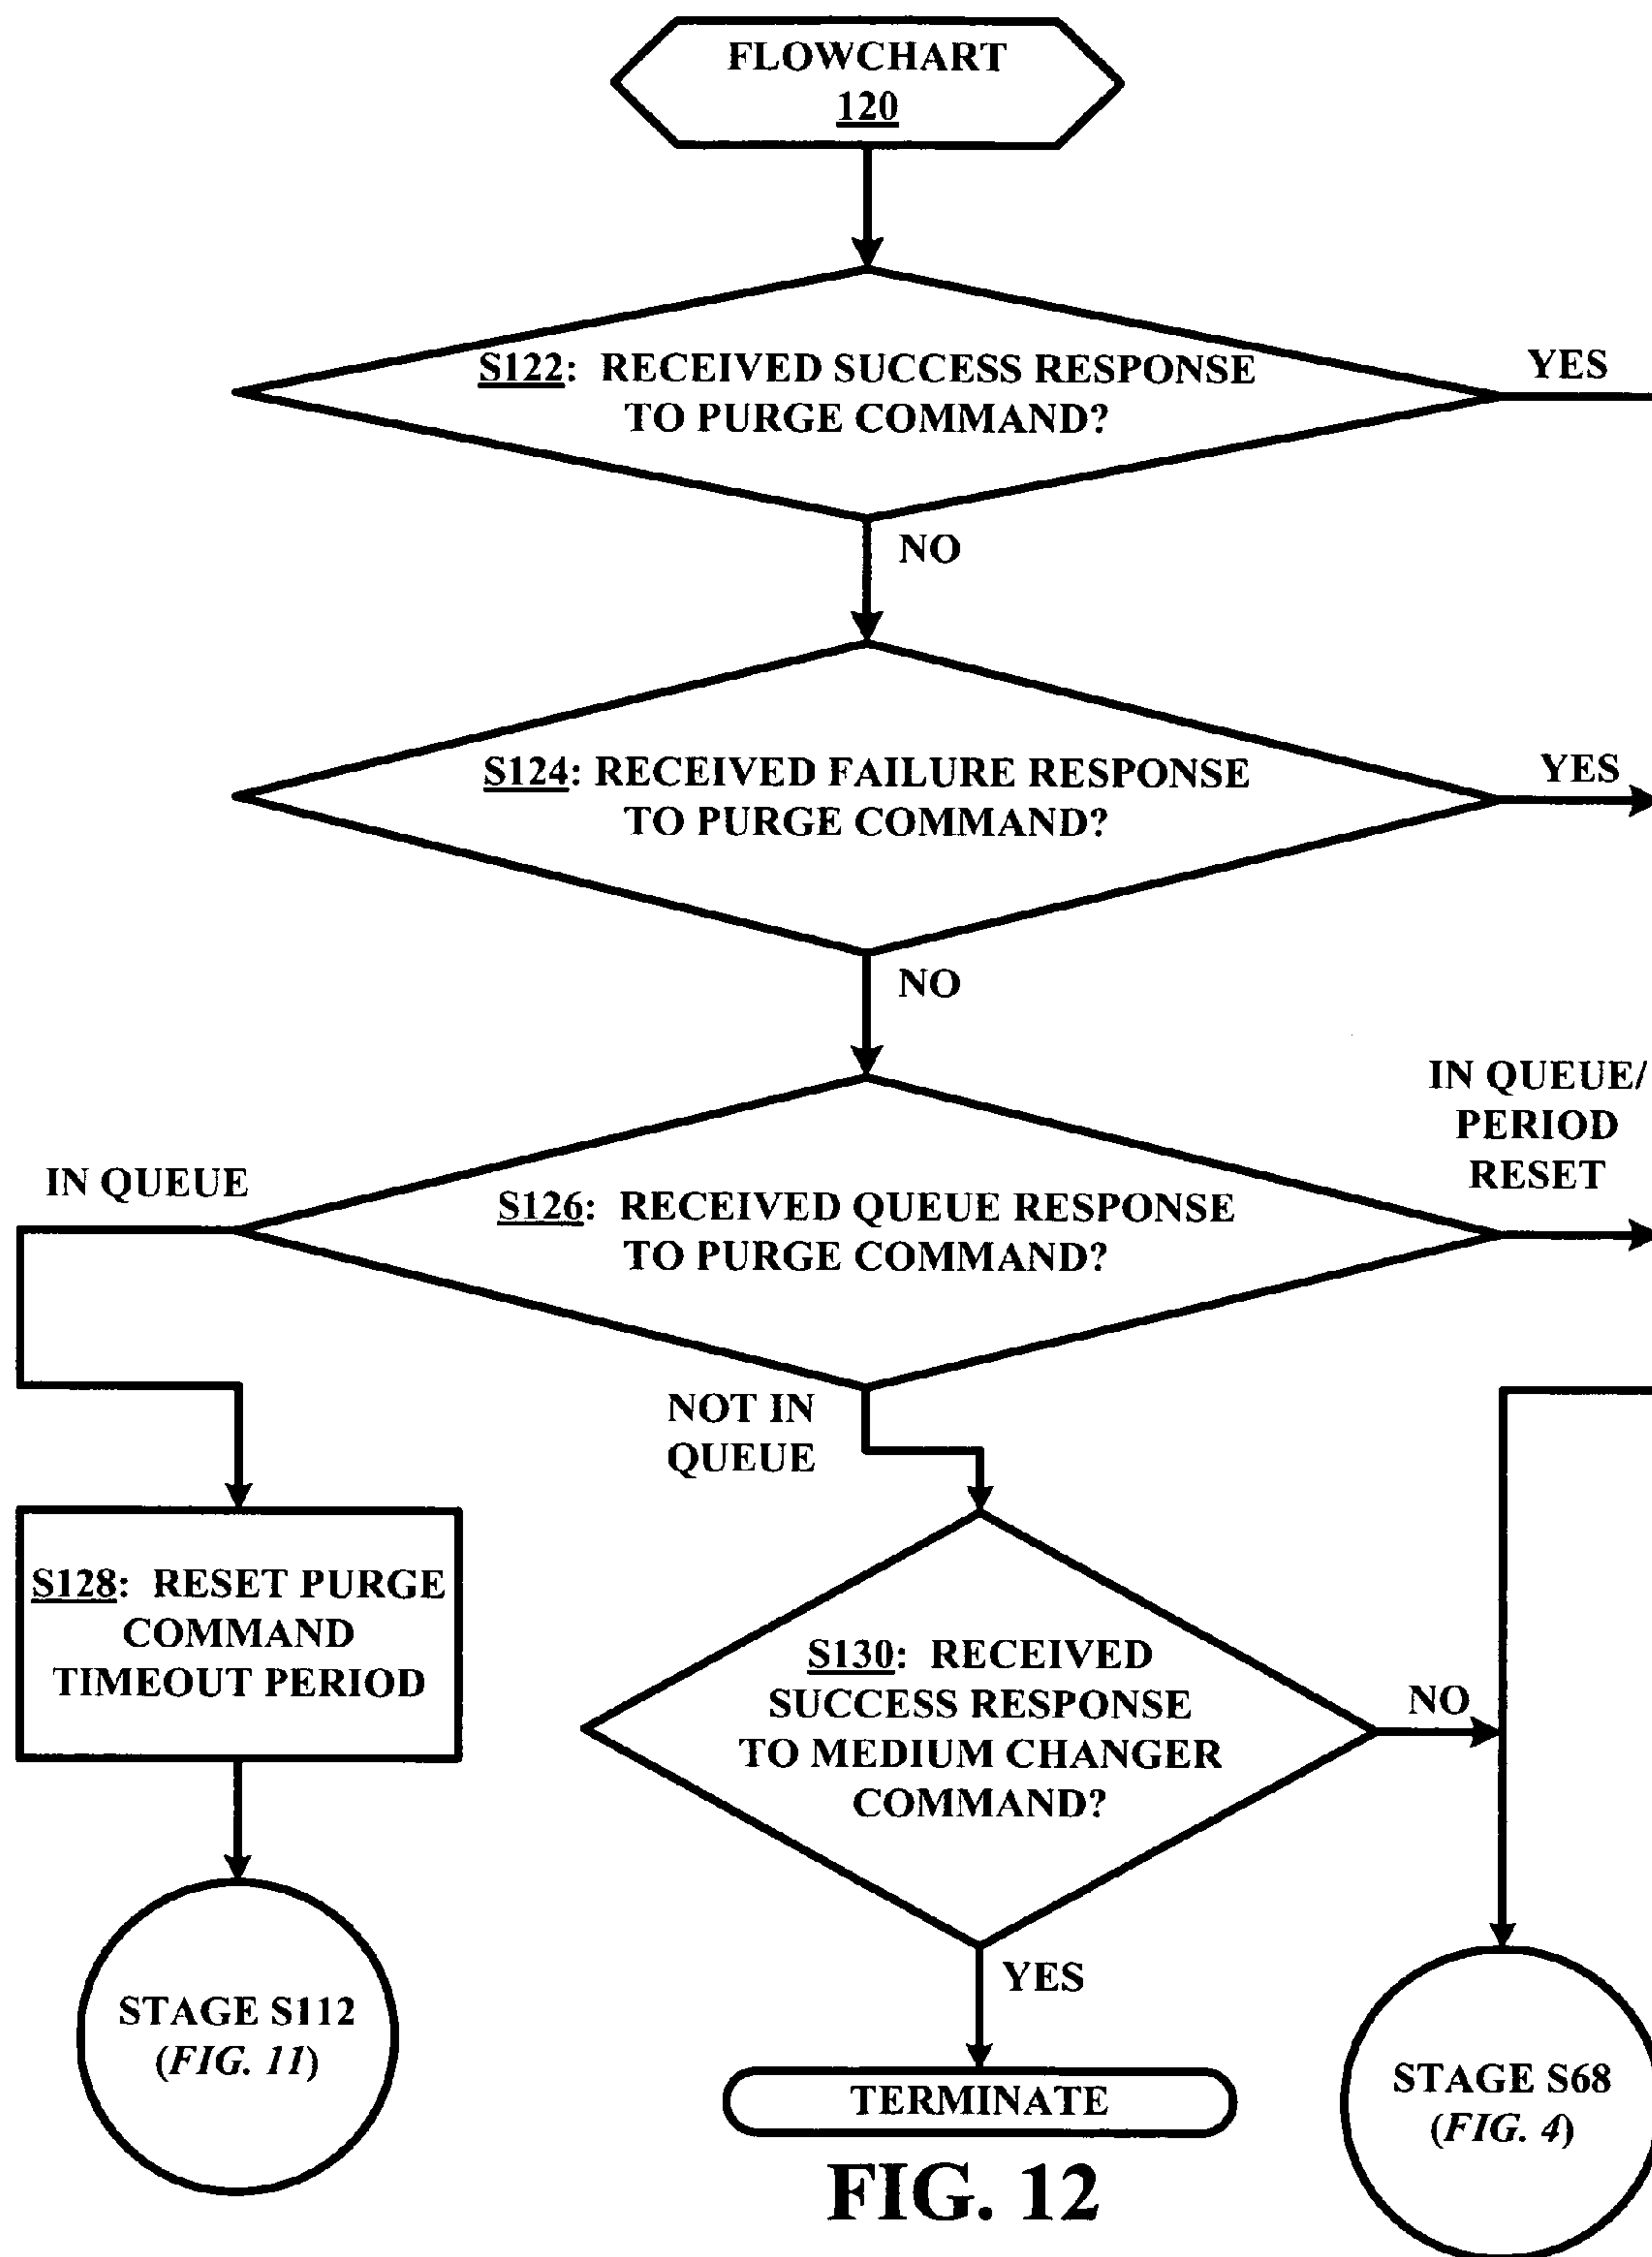 FLOWCHART
120
S122: RECEIVED SUCCESS RESPONSE
TO PURGE COMMAND?
YES
NO
S124: RECEIVED FAILURE RESPONSE
TO PURGE COMMAND?
YES
NO
IN QUEUE/
PERIOD
RESET
IN QUEUE
S126: RECEIVED QUEUE RESPONSE
TO PURGE COMMAND?
NOT IN
QUEUE
S128: RESET PURGE
COMMAND
TIMEOUT PERIOD
S130: RECEIVED
SUCCESS RESPONSE
TO MEDIUM CHANGER
COMMAND?
NO
YES
STAGE S112
(FIG. 11)
TERMINATE
STAGE S68
(FIG. 4)
FIG. 12